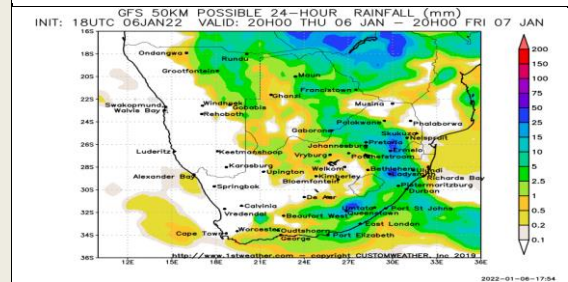 GFS 50KM POSSIBLE 24-HOUR RAINFALL (mm)
INIT: 18UTC 06JAN22 VALID: 20H00 THU 06 JAN - 20H00 FRI 07 JAN
16S
18S
20S
22S
24S
26S
28S
30S
32S
34S
36S
Ondangwa
Rundu
Grootfontein
Maun
Francistown
Ghanzi
Swakopmund
Walvis Bay
Windhoek
Gobabis
Rehoboth
Musina
Polokwane
Phalaborwa
Gaborone
Skukuza
Nelspruit
Pretoria
Johannesburg
Ermelo
Luderitz
Keetmanshoop
Vryburg
Potchefstroom
Karasburg
Upington
Welkom
Kimberley
Bloemfontein
Bethlehem
Ladysmith
Ulundi
Richards Bay
Alexander Bay
Springbok
Pietermaritzburg
Durban
De Aar
Calvinia
Vredendal
Beaufort West
Queenstown
Port St Johns
East London
Cape Town
Worcester
Oudtshoorn
George
Port Elizabeth
http://www.1stweather.com - copyright CUSTOMWEATHER, Inc 2019
12E 15E 18E 21E 24E 27E 30E 33E 36E
200
150
100
75
50
25
15
10
5
2.5
1
0.5
0.2
0.1
2022-01-06-17:54